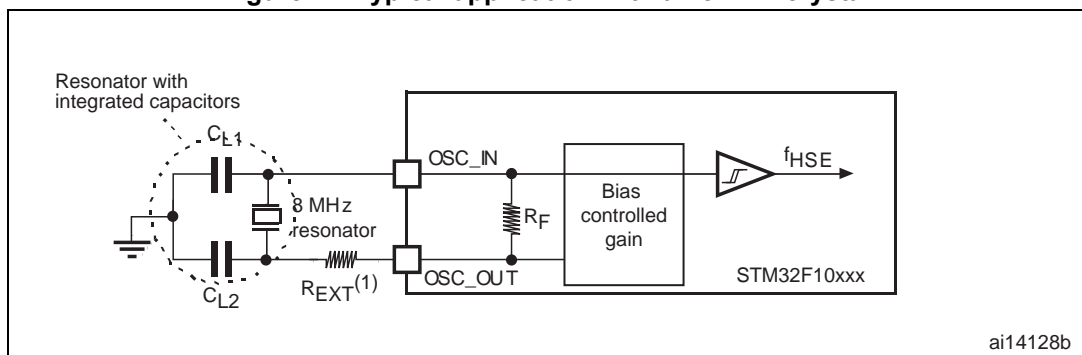 Resonator with
integrated capacitors
CL1
OSC_IN
fHSE
8 MHz
resonator
RF
Bias
controlled
gain
REXT(1)
OSC_OUT
STM32F10xxx
CL2
ai14128b